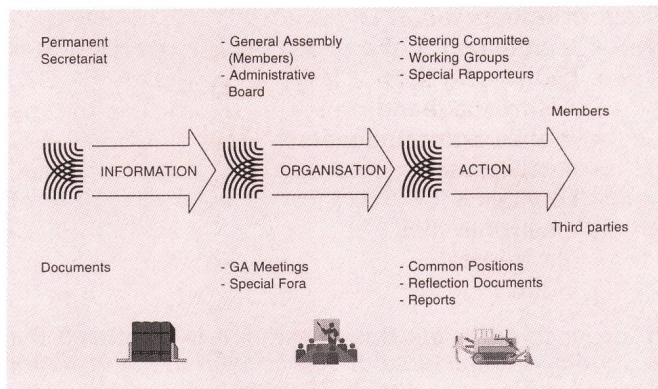 Permanent
Secretariat
- General Assembly
(Members)
- Administrative
Board
- Steering Committee
- Working Groups
- Special Rapporteurs
Members
INFORMATION
ORGANISATION
ACTION
Third parties
Documents
- GA Meetings
- Special Fora
- Common Positions
- Reflection Documents
- Reports